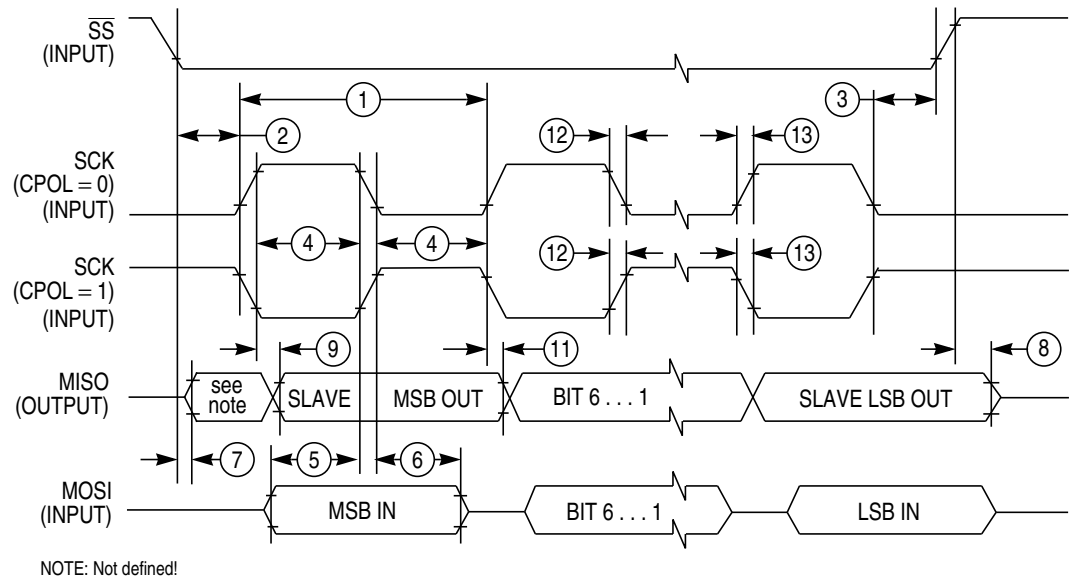 SS
(INPUT)
1
3
2
12
13
SCK
(CPOL = 0)
(INPUT)
4
4
12
13
SCK
(CPOL = 1)
(INPUT)
9
11
8
MISO
(OUTPUT)
see
note
SLAVE
MSB OUT
BIT 6 . . . 1
SLAVE LSB OUT
7
5
6
MOSI
(INPUT)
MSB IN
BIT 6 . . . 1
LSB IN
NOTE: Not defined!